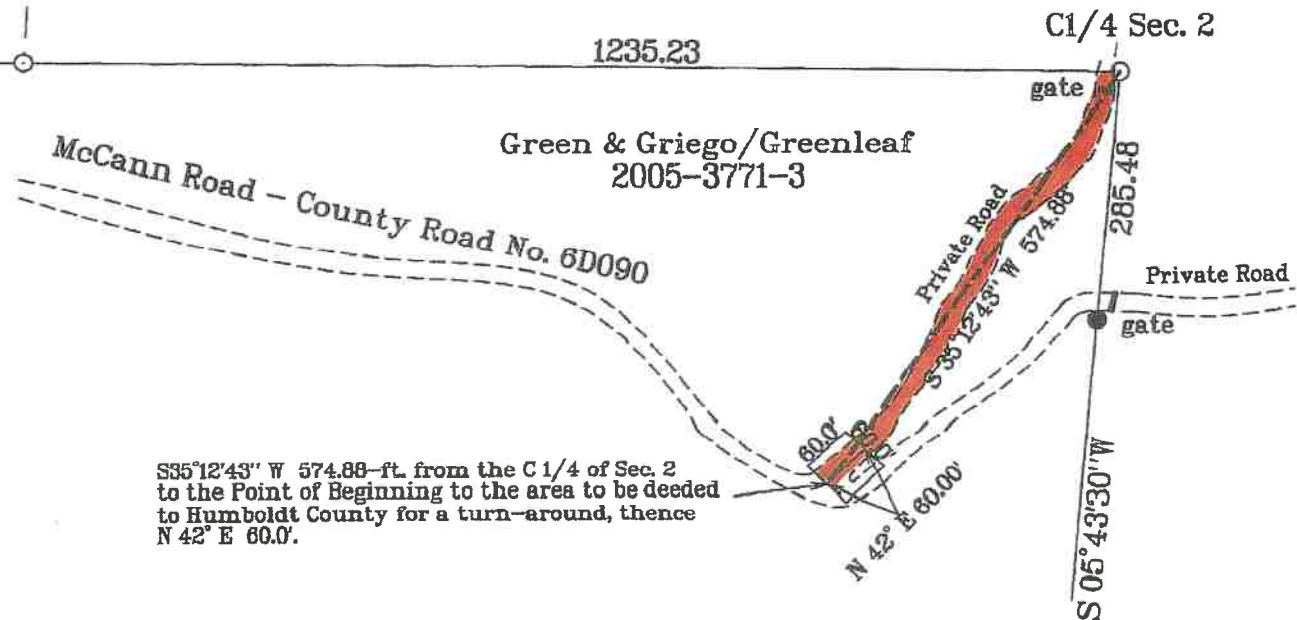 C1/4 Sec. 2
1235.23
gate
Green & Griego/Greenleaf
2005-3771-3
McCann Road - County Road No. 6D090
285.48
Private Road
S 35°12'43" W 574.88
Private Road
gate
60.0'
S35°12'43" W 574.88-ft. from the C 1/4 of Sec. 2
to the Point of Beginning to the area to be deeded
to Humboldt County for a turn-around, thence
N 42° E 60.0'.
N 42° E 60.00'
S 05°43'30"W